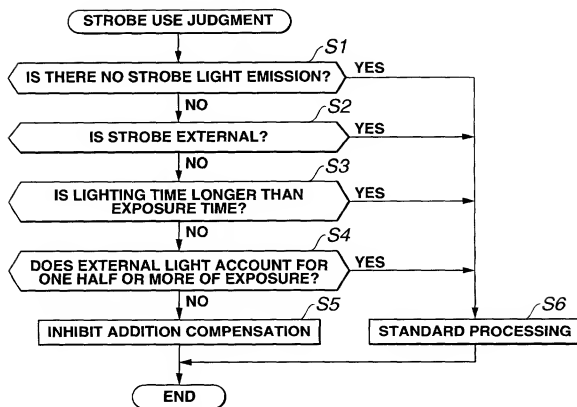 STROBE USE JUDGMENT
S1
IS THERE NO STROBE LIGHT EMISSION?
YES
NO
S2
IS STROBE EXTERNAL?
YES
NO
S3
IS LIGHTING TIME LONGER THAN
EXPOSURE TIME?
YES
NO
S4
DOES EXTERNAL LIGHT ACCOUNT FOR
ONE HALF OR MORE OF EXPOSURE?
YES
NO
S5
INHIBIT ADDITION COMPENSATION
S6
STANDARD PROCESSING
END